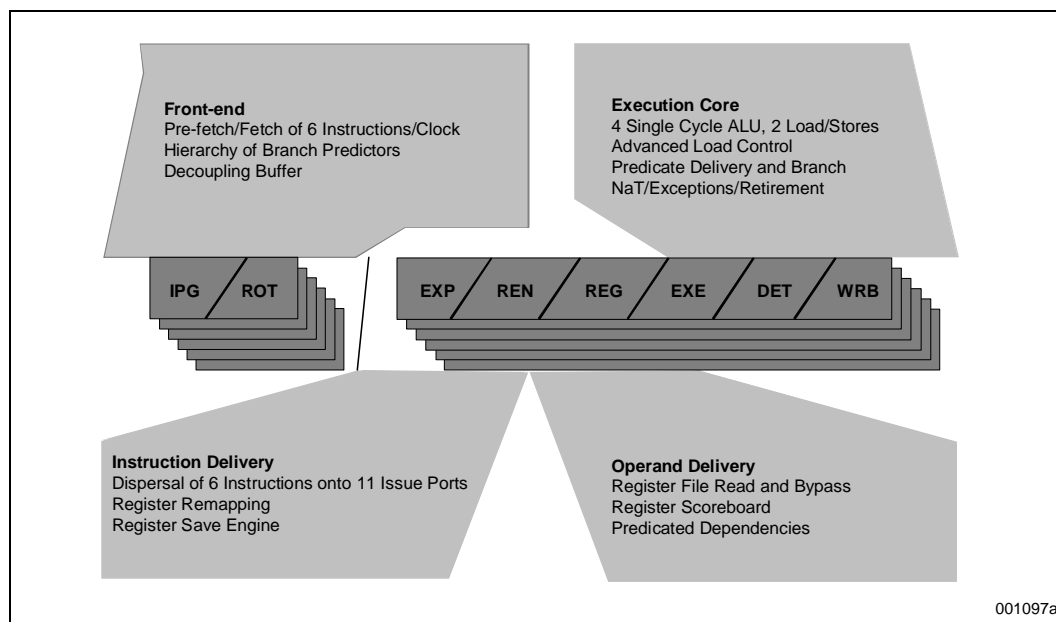 Front-end
Pre-fetch/Fetch of 6 Instructions/Clock
Hierarchy of Branch Predictors
Decoupling Buffer
Execution Core
4 Single Cycle ALU, 2 Load/Stores
Advanced Load Control
Predicate Delivery and Branch
NaT/Exceptions/Retirement
IPG ROT EXP REN REG EXE DET WRB
Instruction Delivery
Dispersal of 6 Instructions onto 11 Issue Ports
Register Remapping
Register Save Engine
Operand Delivery
Register File Read and Bypass
Register Scoreboard
Predicated Dependencies
001097a